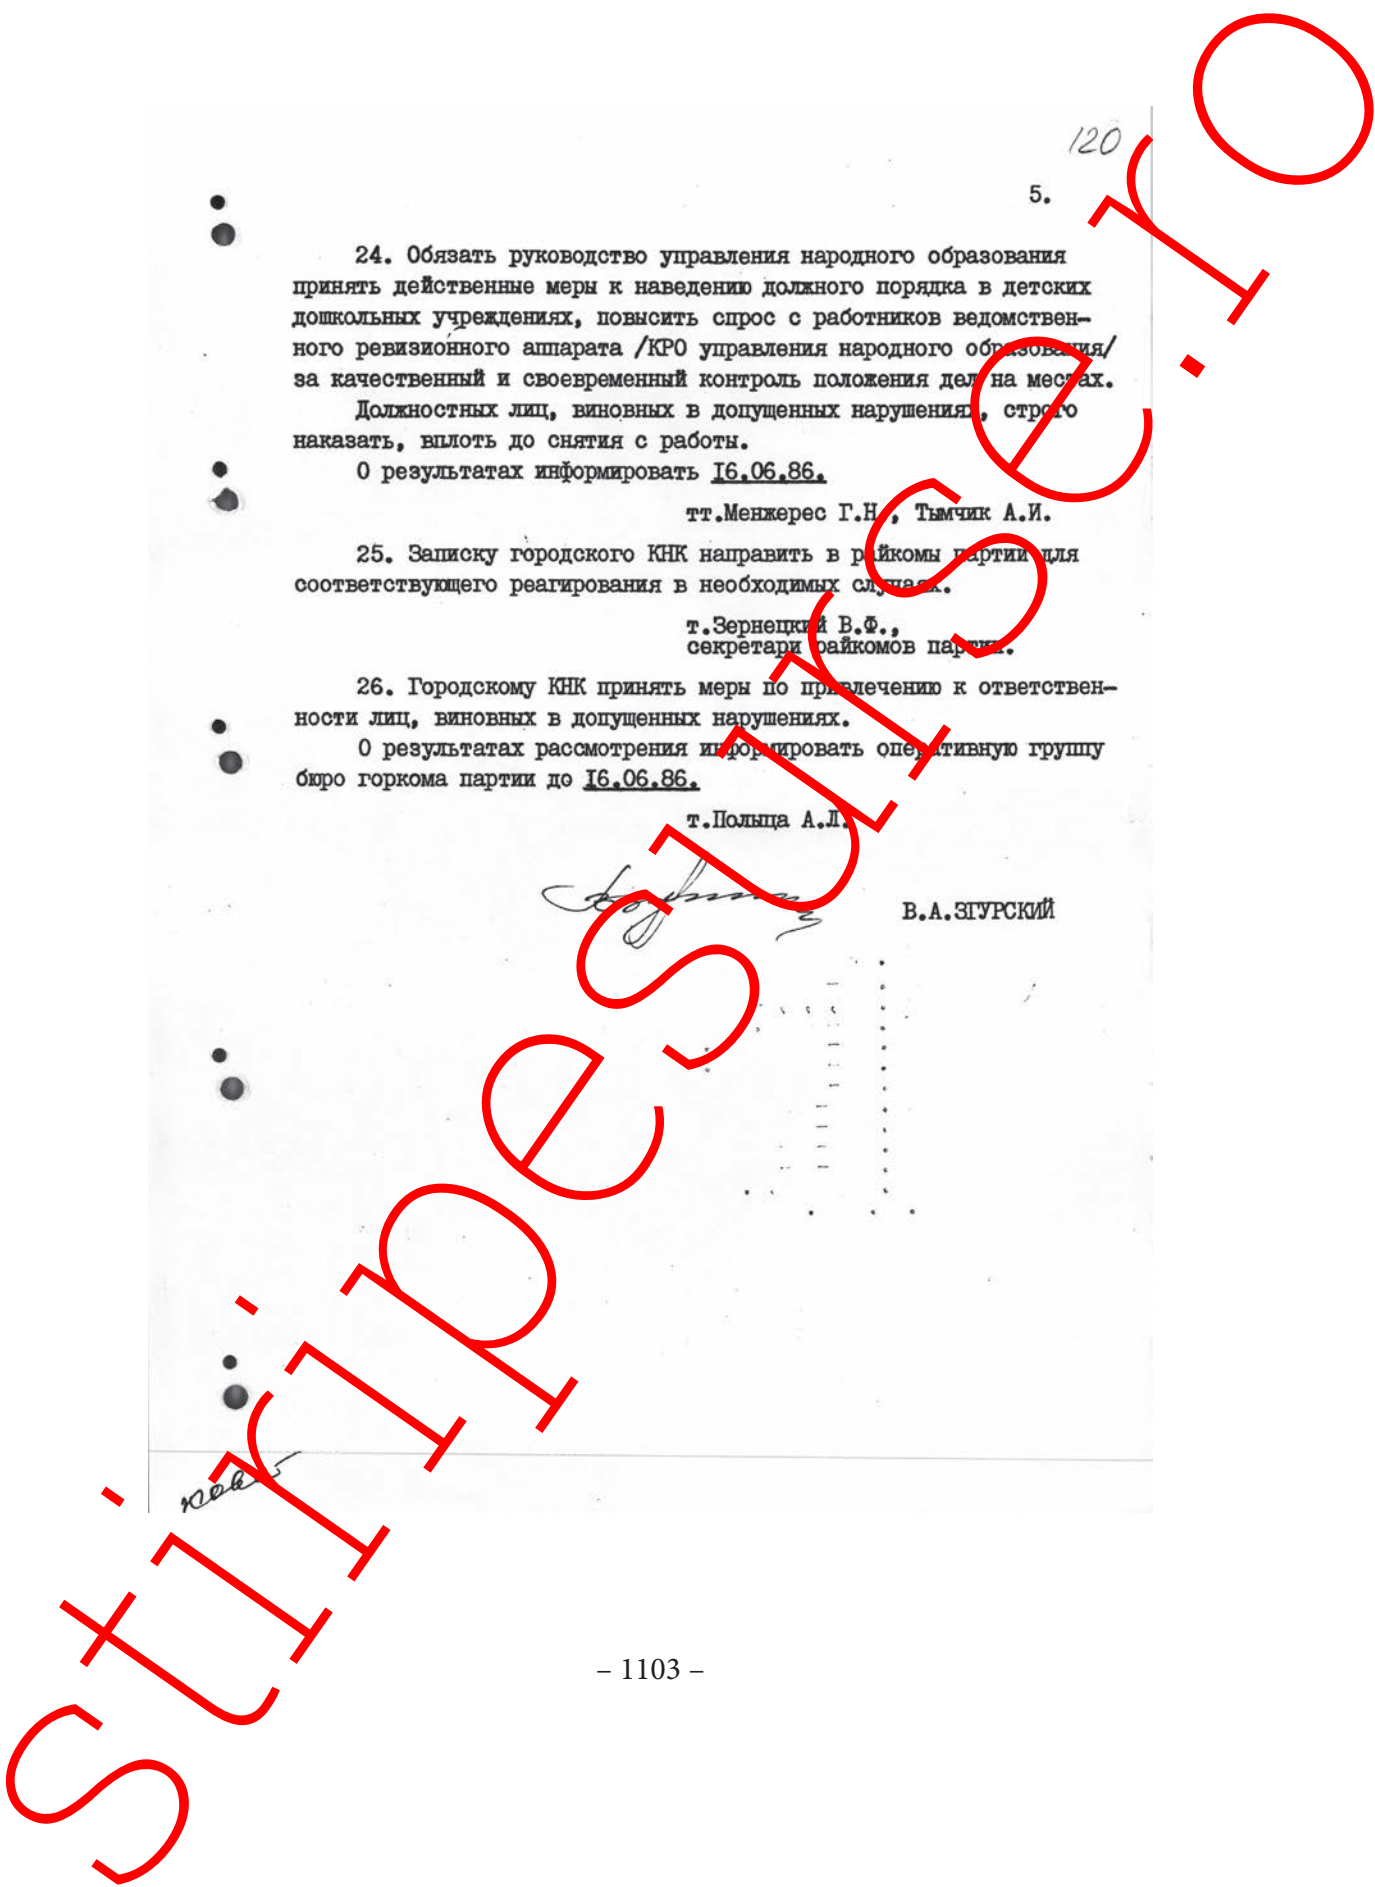 120
5.
24. Обязать руководство управления народного образования
принять действенные меры к наведению должного порядка в детских
дошкольных учреждениях, повысить спрос с работников ведомствен-
ного ревизионного аппарата /КРО управления народного образования/
за качественный и своевременный контроль положения дел на местах.
Должностных лиц, виновных в допущенных нарушениях, строго
наказать, вплоть до снятия с работы.
О результатах информировать 16.06.86.
тт.Менжерес Г.Н., Тымчик А.И.
25. Записку городского КНК направить в райкомы партии для
соответствующего реагирования в необходимых случаях.
т.Зернецкий В.Ф.,
секретари райкомов партии.
26. Городскому КНК принять меры по привлечению к ответствен-
ности лиц, виновных в допущенных нарушениях.
О результатах рассмотрения информировать оперативную группу
бюро горкома партии до 16.06.86.
т.Польца А.Л.
В.А.ЗГУРСКИЙ
– 1103 –
stiripesurse.ro